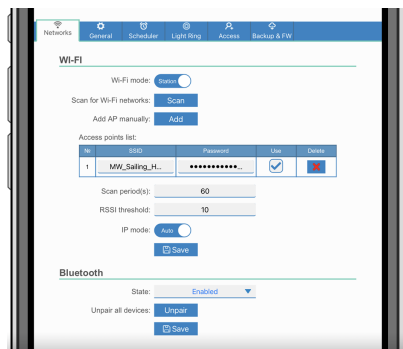 Networks General Scheduler Light Ring Access Backup & FW
WI-FI
Wi-Fi mode: Station
Scan for Wi-Fi networks: Scan
Add AP manually: Add
Access points list:
Nr SSID Password Use Delete
1 MW_Sailing_H... •••••••••••...
Scan period(s): 60
RSSI threshold: 10
IP mode: Auto
Save
Bluetooth
State: Enabled
Unpair all devices: Unpair
Save